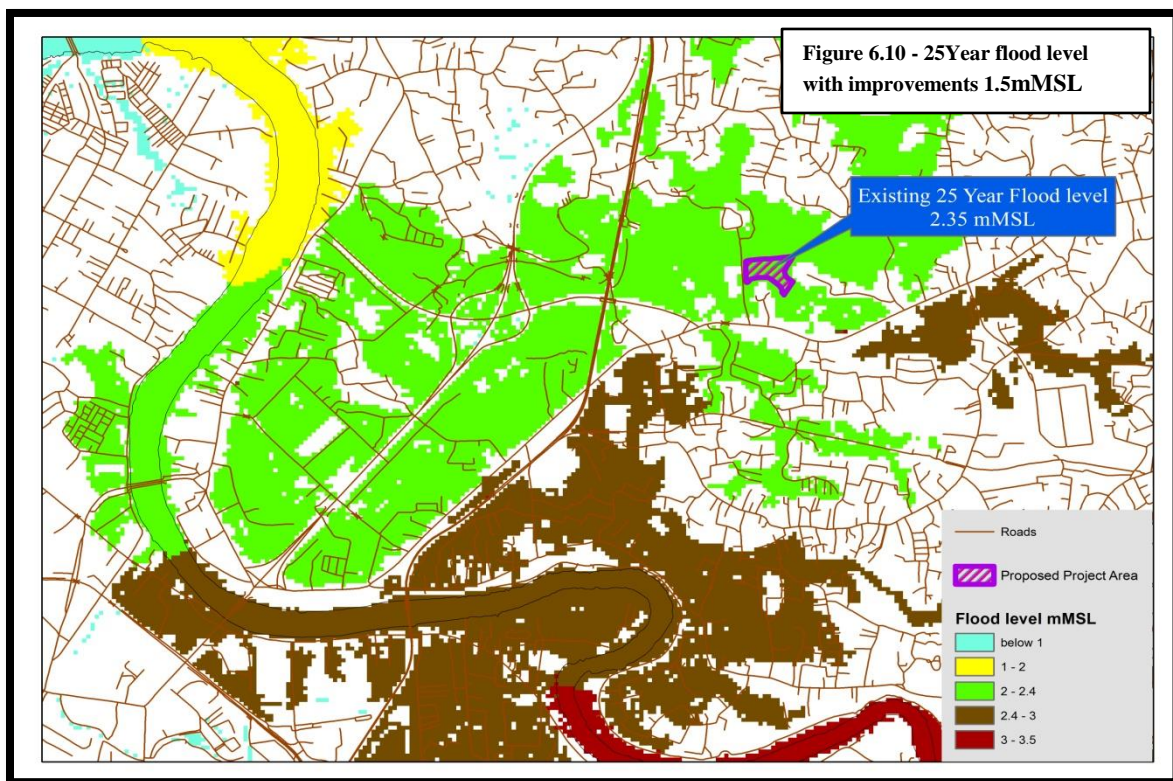 Figure 6.10 - 25Year flood level
with improvements 1.5mMSL
Existing 25 Year Flood level
2.35 mMSL
Roads
Proposed Project Area
Flood level mMSL
below 1
1 - 2
2 - 2.4
2.4 - 3
3 - 3.5